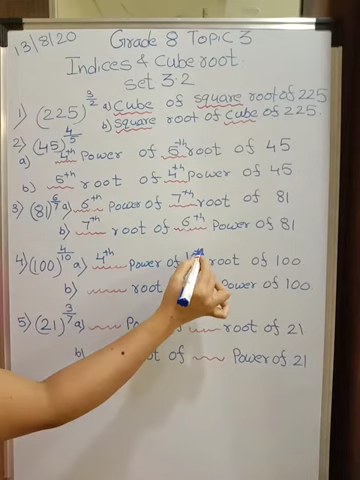 13/8/20 Grade 8 Topic 3
Indices & Cube root.
set 3.2
1) (225)^3/2 a) Cube of square root of 225
b) square root of cube of 225.
2) (45)^4/5
a) 4th Power of 5th root of 45
b) 5th root of 4th Power of 45
3) (81)^6/7 a) 6th Power of 7th root of 81
b) 7th root of 6th Power of 81
4) (100)^4/10 a) 4th Power of root of 100
b) root Power of 100
5) (21)^3/7 a) Po of root of 21
b) of Power of 21